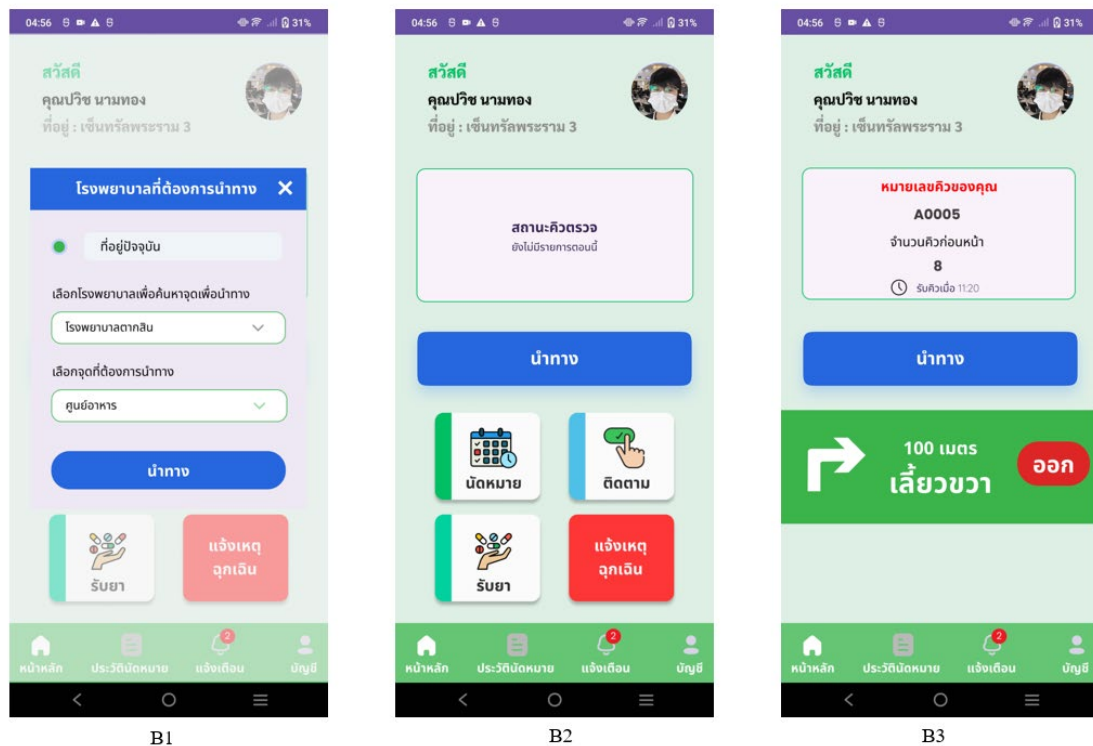 04:56
31%
สวัสดี
คุณปวิช นามทอง
ที่อยู่ : เซ็นทรัลพระราม 3
โรงพยาบาลที่ต้องการนำทาง
ที่อยู่ปัจจุบัน
เลือกโรงพยาบาลเพื่อค้นหาจุดเพื่อนำทาง
โรงพยาบาลตากสิน
เลือกจุดที่ต้องการนำทาง
ศูนย์อาหาร
นำทาง
รับยา
แจ้งเหตุ
ฉุกเฉิน
2
หน้าหลัก
ประวัตินัดหมาย
แจ้งเตือน
บัญชี
B1
04:56
31%
สวัสดี
คุณปวิช นามทอง
ที่อยู่ : เซ็นทรัลพระราม 3
สถานะคิวตรวจ
ยังไม่มีรายการตอนนี้
นำทาง
นัดหมาย
ติดตาม
รับยา
แจ้งเหตุ
ฉุกเฉิน
2
หน้าหลัก
ประวัตินัดหมาย
แจ้งเตือน
บัญชี
B2
04:56
31%
สวัสดี
คุณปวิช นามทอง
ที่อยู่ : เซ็นทรัลพระราม 3
หมายเลขคิวของคุณ
A0005
จำนวนคิวก่อนหน้า
8
รับคิวเมื่อ 11:20
นำทาง
100 เมตร
เลี้ยวขวา
ออก
2
หน้าหลัก
ประวัตินัดหมาย
แจ้งเตือน
บัญชี
B3